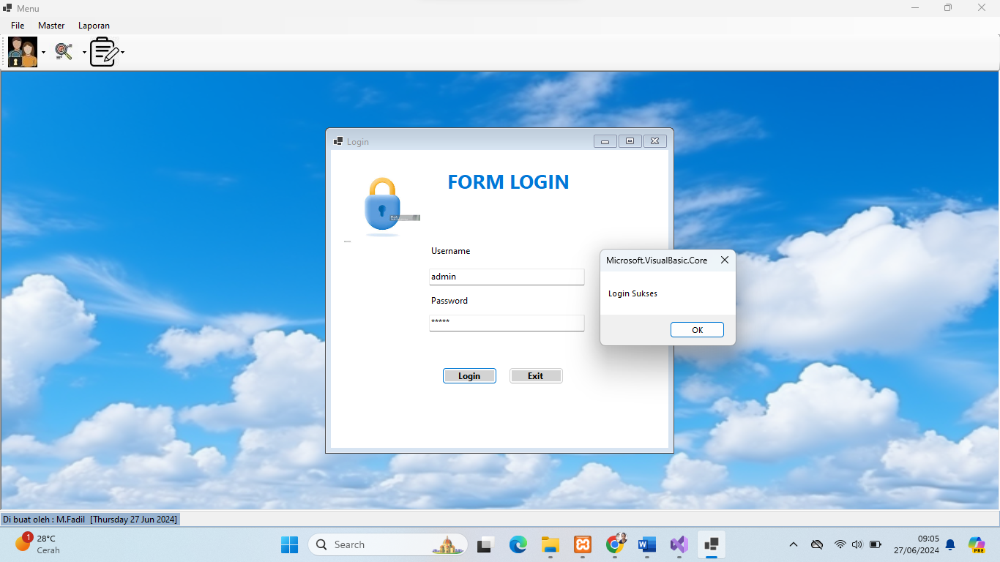 Menu
File Master Laporan
Login
FORM LOGIN
Username
admin
Password
*****
Login Exit
Microsoft.VisualBasic.Core
Login Sukses
OK
Di buat oleh : M.Fadil [Thursday 27 Jun 2024]
1
28°C
Cerah
Search
09:05
27/06/2024
PRE